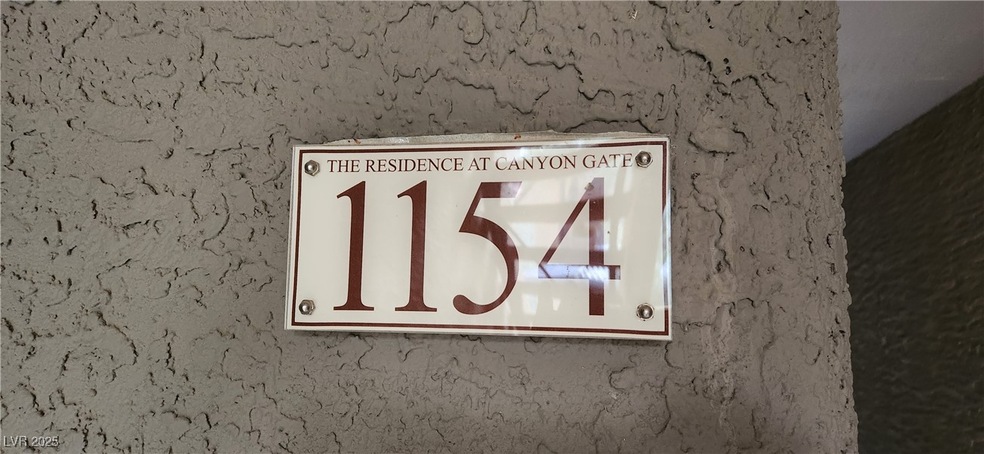 THE RESIDENCE AT CANYON GATE
1154
LVR 2025